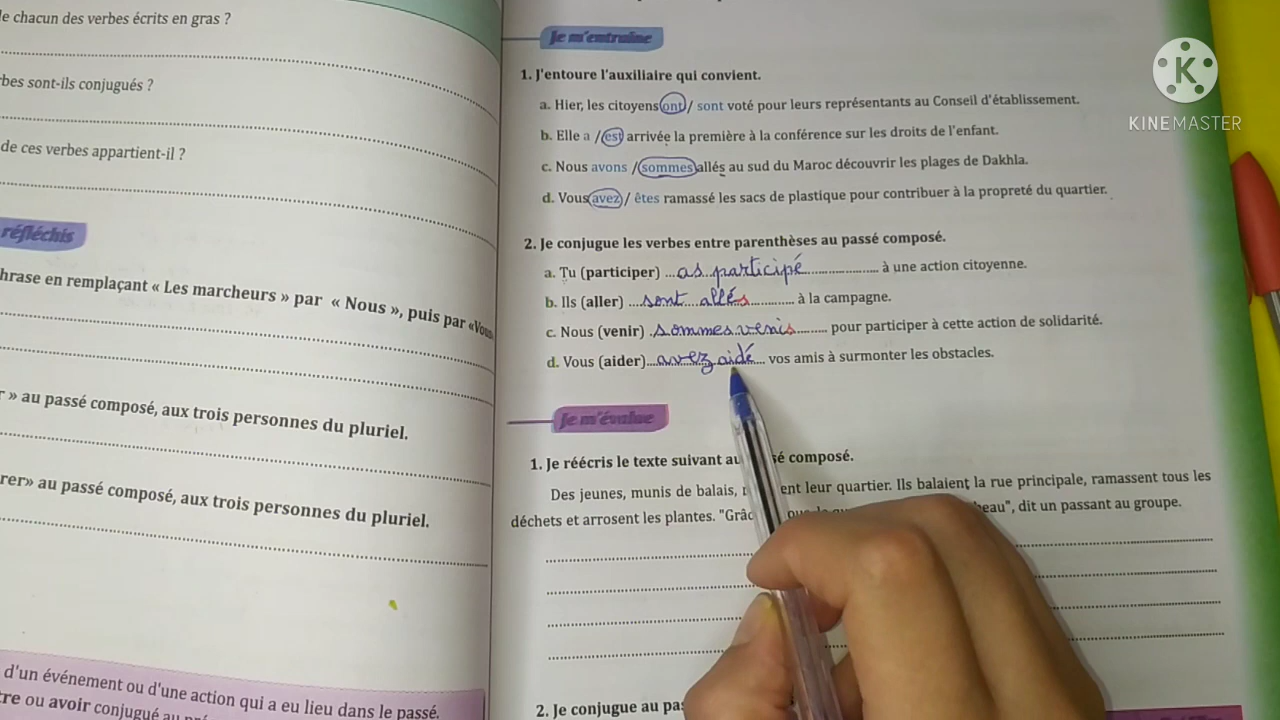 le chacun des verbes écrits en gras ?
rbes sont-ils conjugués ?
de ces verbes appartient-il ?
réfléchis
hrase en remplaçant « Les marcheurs » par « Nous », puis par «Vous
r » au passé composé, aux trois personnes du pluriel.
rer» au passé composé, aux trois personnes du pluriel.
d'un événement ou d'une action qui a eu lieu dans le passé.
tre ou avoir conjugué au
Je m'entraîne
1. J'entoure l'auxiliaire qui convient.
a. Hier, les citoyens ont / sont voté pour leurs représentants au Conseil d'établissement.
b. Elle a / est arrivée la première à la conférence sur les droits de l'enfant.
c. Nous avons / sommes allés au sud du Maroc découvrir les plages de Dakhla.
d. Vous avez / êtes ramassé les sacs de plastique pour contribuer à la propreté du quartier.
2. Je conjugue les verbes entre parenthèses au passé composé.
a. Tu (participer) ...as participé... à une action citoyenne.
b. Ils (aller) ...sont allés... à la campagne.
c. Nous (venir) .sommes venis... pour participer à cette action de solidarité.
d. Vous (aider)...avez aidé... vos amis à surmonter les obstacles.
Je m'évalue
1. Je réécris le texte suivant au sé composé.
Des jeunes, munis de balais, ent leur quartier. Ils balaient la rue principale, ramassent tous les
déchets et arrosent les plantes. "Grâc beau", dit un passant au groupe.
2. Je conjugue au pas
K
KINEMASTER